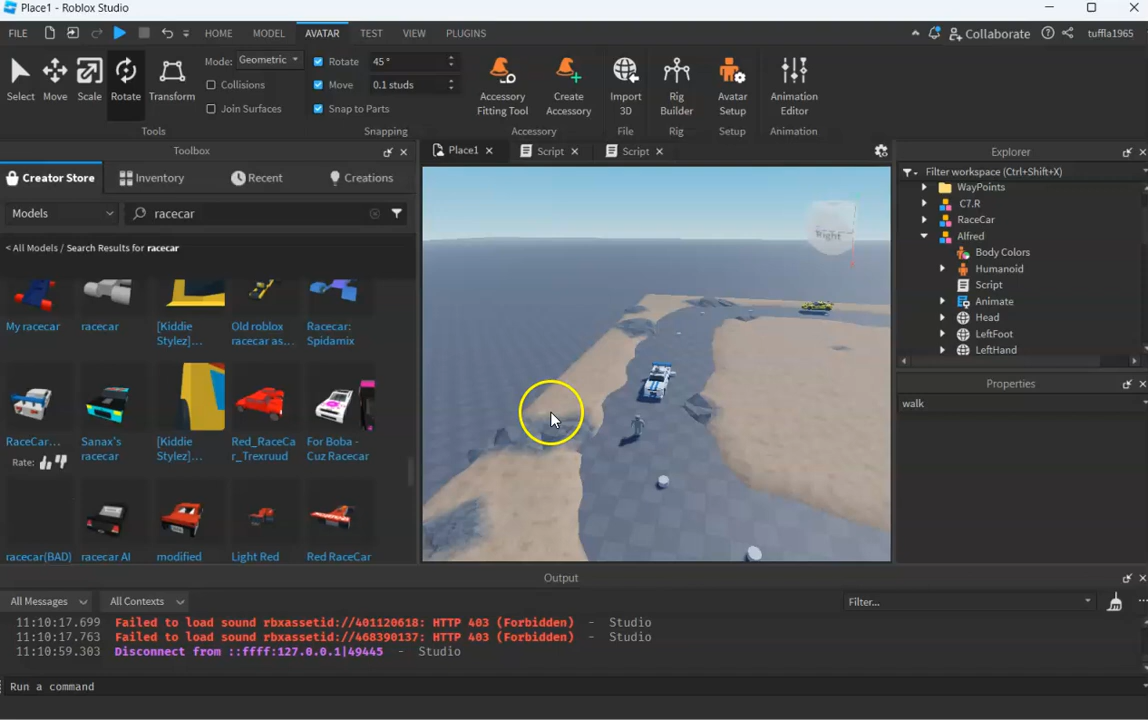 Place1 - Roblox Studio
FILE HOME MODEL AVATAR TEST VIEW PLUGINS Collaborate tuffla1965
Select Move Scale Rotate Transform
Mode: Geometric
Collisions
Join Surfaces
Tools
Rotate 45 °
Move 0.1 studs
Snap to Parts
Snapping
Accessory Fitting Tool
Create Accessory
Accessory
Import 3D
File
Rig Builder
Rig
Avatar Setup
Setup
Animation Editor
Animation
Toolbox
Creator Store Inventory Recent Creations
Models racecar
< All Models / Search Results for racecar
My racecar racecar [Kiddie Stylez]... Old roblox racecar as... Racecar: Spidamix
RaceCar... Sanax's racecar [Kiddie Stylez]... Red_RaceCar_Trexruud For Boba - Cuz Racecar
Rate:
racecar(BAD) racecar AI modified Light Red Red RaceCar
Place1 Script Script
Right
Explorer
Filter workspace (Ctrl+Shift+X)
WayPoints
C7.R
RaceCar
Alfred
Body Colors
Humanoid
Script
Animate
Head
LeftFoot
LeftHand
Properties
walk
Output
All Messages All Contexts Filter...
11:10:17.699 Failed to load sound rbxassetid://401120618: HTTP 403 (Forbidden) - Studio
11:10:17.763 Failed to load sound rbxassetid://468390137: HTTP 403 (Forbidden) - Studio
11:10:59.303 Disconnect from ::ffff:127.0.0.1|49445 - Studio
Run a command